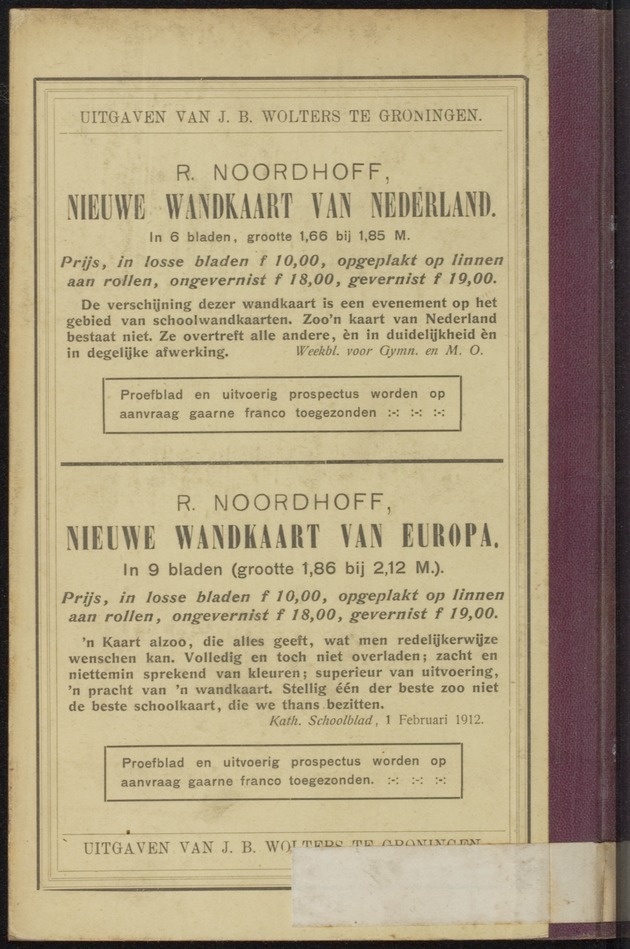 UITGAVEN VAN J. B. WOLTERS TE GRONINGEN.
R. NOORDHOFF,
NIEUWE WANDKAART VAN NEDERLAND.
In 6 bladen, grootte 1,66 bij 1,85 M.
Prijs, in losse bladen f 10,00, opgeplakt op linnen
aan rollen, ongevernist f 18,00, gevernist f 19,00.
De verschijning dezer wandkaart is een evenement op het
gebied van schoolwandkaarten. Zoo'n kaart van Nederland
bestaat niet. Ze overtreft alle andere, èn in duidelijkheid èn
in degelijke afwerking. Weekbl. voor Gymn. en M. O.
Proefblad en uitvoerig prospectus worden op
aanvraag gaarne franco toegezonden :-: :-: :-:
R. NOORDHOFF,
NIEUWE WANDKAART VAN EUROPA.
In 9 bladen (grootte 1,86 bij 2,12 M.).
Prijs, in losse bladen f 10,00, opgeplakt op linnen
aan rollen, ongevernist f 18,00, gevernist f 19,00.
'n Kaart alzoo, die alles geeft, wat men redelijkerwijze
wenschen kan. Volledig en toch niet overladen; zacht en
niettemin sprekend van kleuren; superieur van uitvoering,
'n pracht van 'n wandkaart. Stellig één der beste zoo niet
de beste schoolkaart, die we thans bezitten.
Kath. Schoolblad, 1 Februari 1912.
Proefblad en uitvoerig prospectus worden op
aanvraag gaarne franco toegezonden. :-: :-: :-:
UITGAVEN VAN J. B. WOLTERS TE GRONINGEN.